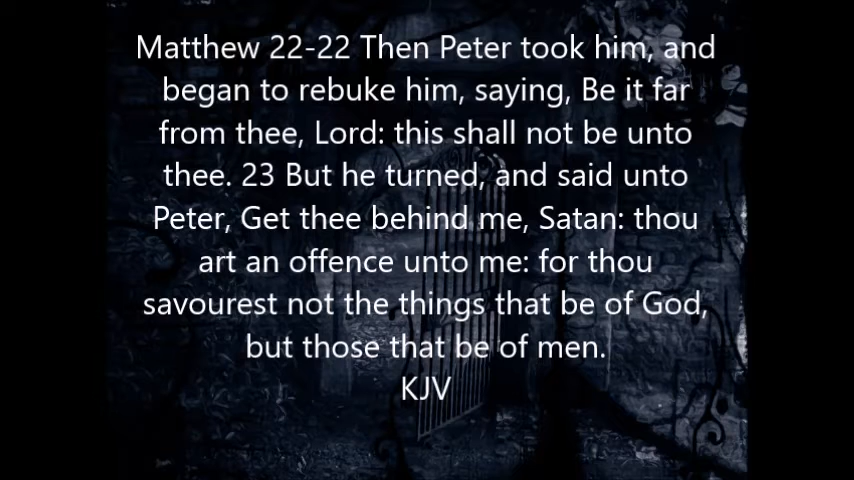 Matthew 22-22 Then Peter took him, and
began to rebuke him, saying, Be it far
from thee, Lord: this shall not be unto
thee. 23 But he turned, and said unto
Peter, Get thee behind me, Satan: thou
art an offence unto me: for thou
savourest not the things that be of God,
but those that be of men.
KJV